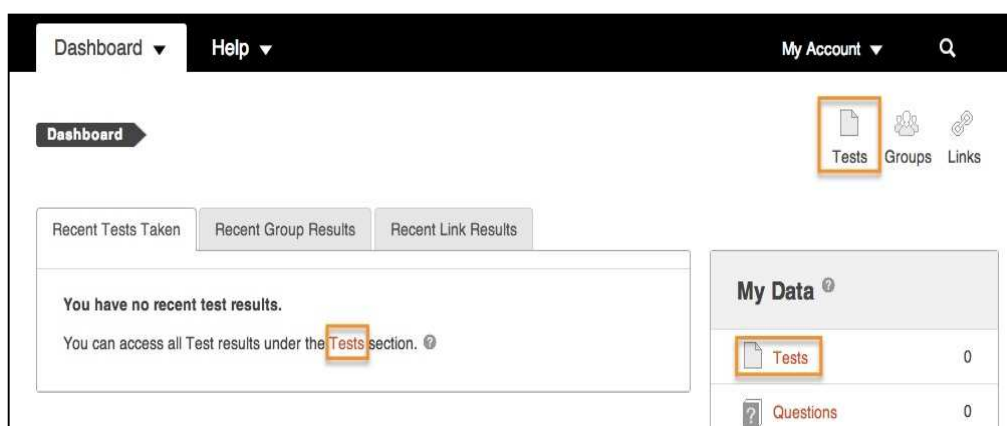 Dashboard Help My Account
Dashboard
Tests Groups Links
Recent Tests Taken Recent Group Results Recent Link Results
My Data ?
You have no recent test results.
You can access all Test results under the Tests section. ?
Tests 0
? Questions 0